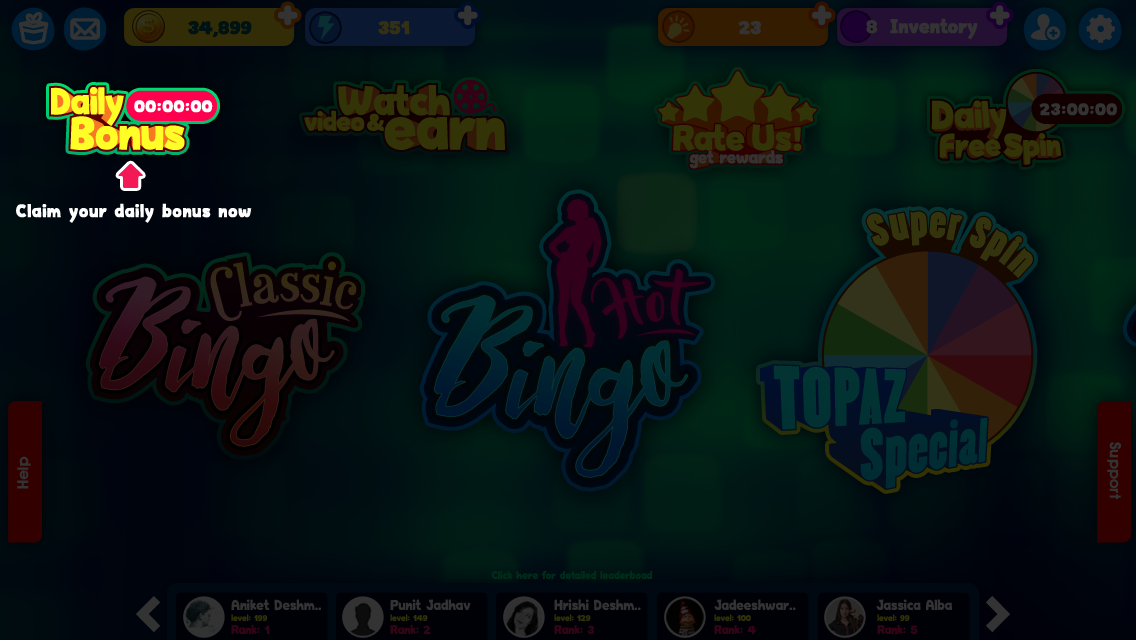 34,899
351
23
8 Inventory
Daily
Bonus
00:00:00
Watch
video & earn
Rate Us!
get rewards
Daily
Free Spin
23:00:00
Claim your daily bonus now
Classic
Bingo
Hot
Bingo
Super Spin
TOPAZ
Special
Help
Support
Click here for detailed leaderboad
Aniket Deshm..
level: 199
Rank: 1
Punit Jadhav
level: 149
Rank: 2
Hrishi Deshm..
level: 129
Rank: 3
Jadeeshwar..
level: 100
Rank: 4
Jassica Alba
level: 99
Rank: 5